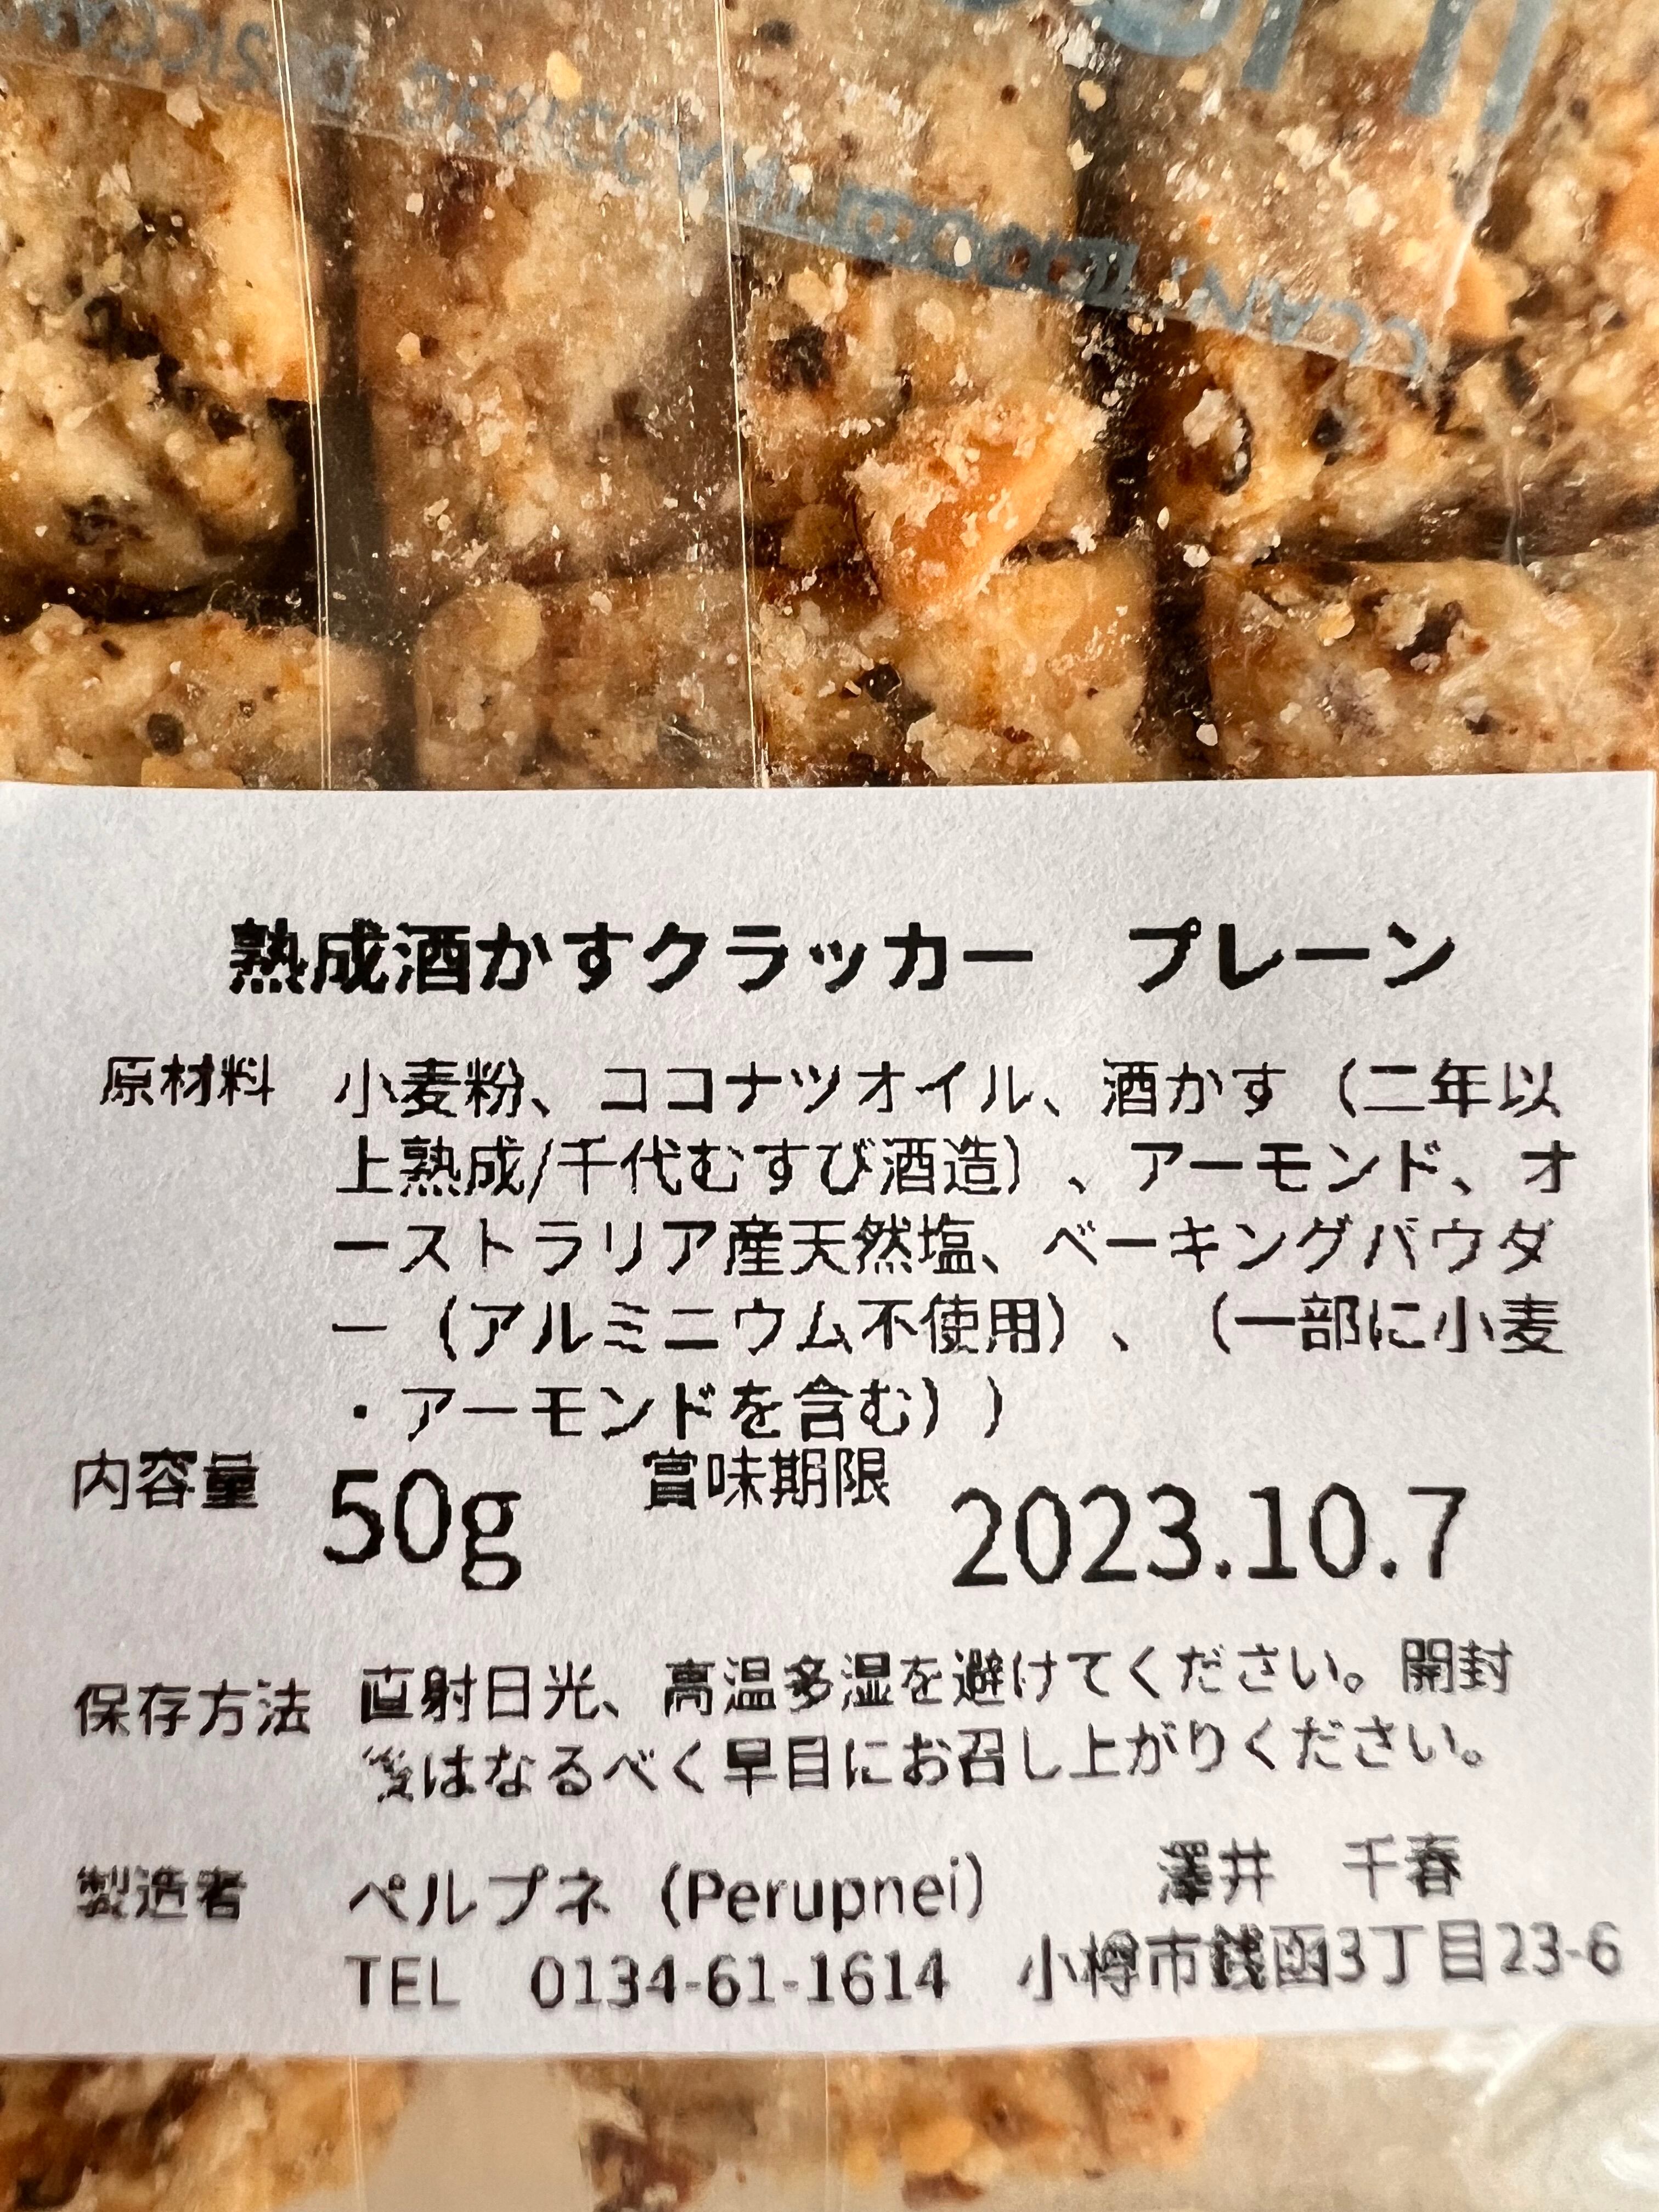 熟成酒かすクラッカー　プレーン
原材料　小麦粉、ココナツオイル、酒かす（二年以
上熟成/千代むすび酒造）、アーモンド、オ
ーストラリア産天然塩、ベーキングパウダ
ー（アルミニウム不使用）、（一部に小麦
・アーモンドを含む））
内容量　50g　賞味期限　2023.10.7
保存方法　直射日光、高温多湿を避けてください。開封
後はなるべく早目にお召し上がりください。
製造者　ペルプネ（Perupnei）　澤井　千春
TEL　0134-61-1614　小樽市銭函3丁目23-6